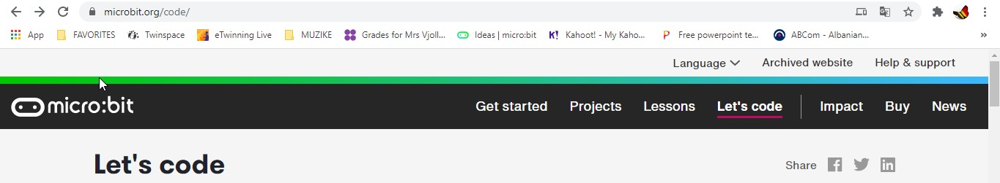 microbit.org/code/
App FAVORITES Twinspace eTwinning Live MUZIKE Grades for Mrs Vjoll... Ideas | micro:bit K! Kahoot! - My Kaho... P Free powerpoint te... ABCom - Albanian... »
Language Archived website Help & support
micro:bit Get started Projects Lessons Let's code Impact Buy News
Let's code Share